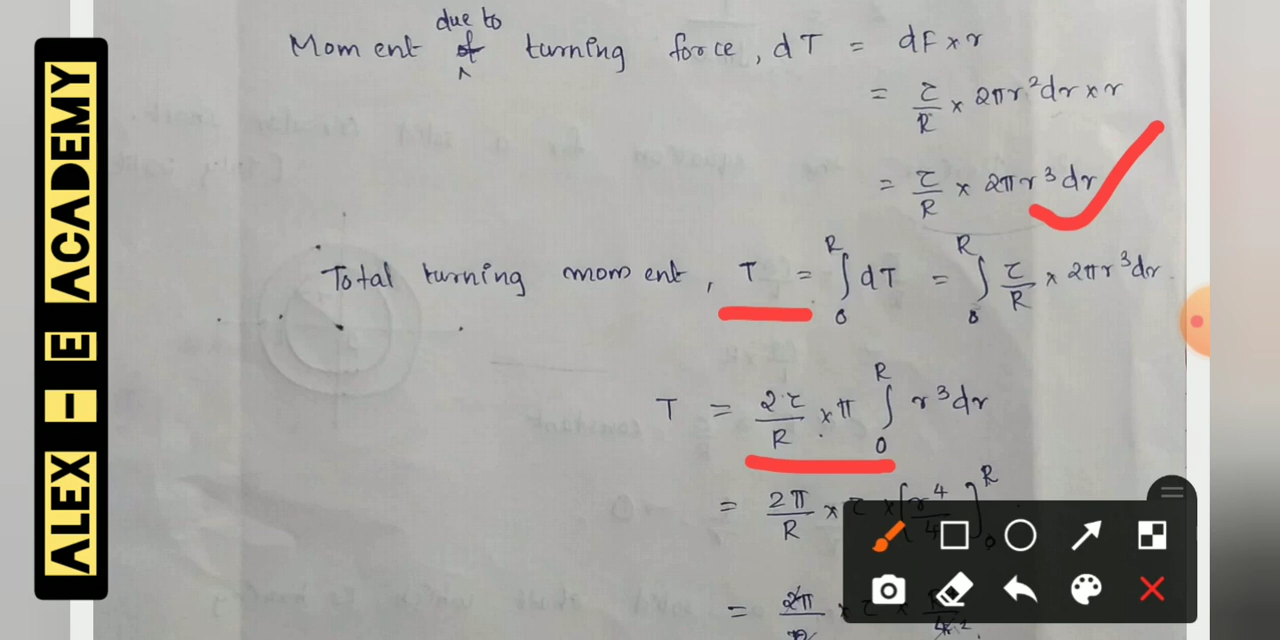 ALEX - E ACADEMY
due to
Moment of turning force, dT = dF × r
= τ/R × 2πr²dr × r
= τ/R × 2πr³dr
Total turning moment, T = ∫₀ᴿ dT = ∫₀ᴿ τ/R × 2πr³dr
T = 2τ/R × π ∫₀ᴿ r³dr
= 2π/R × τ × [r⁴/4]₀ᴿ
= 2π/R × τ ×